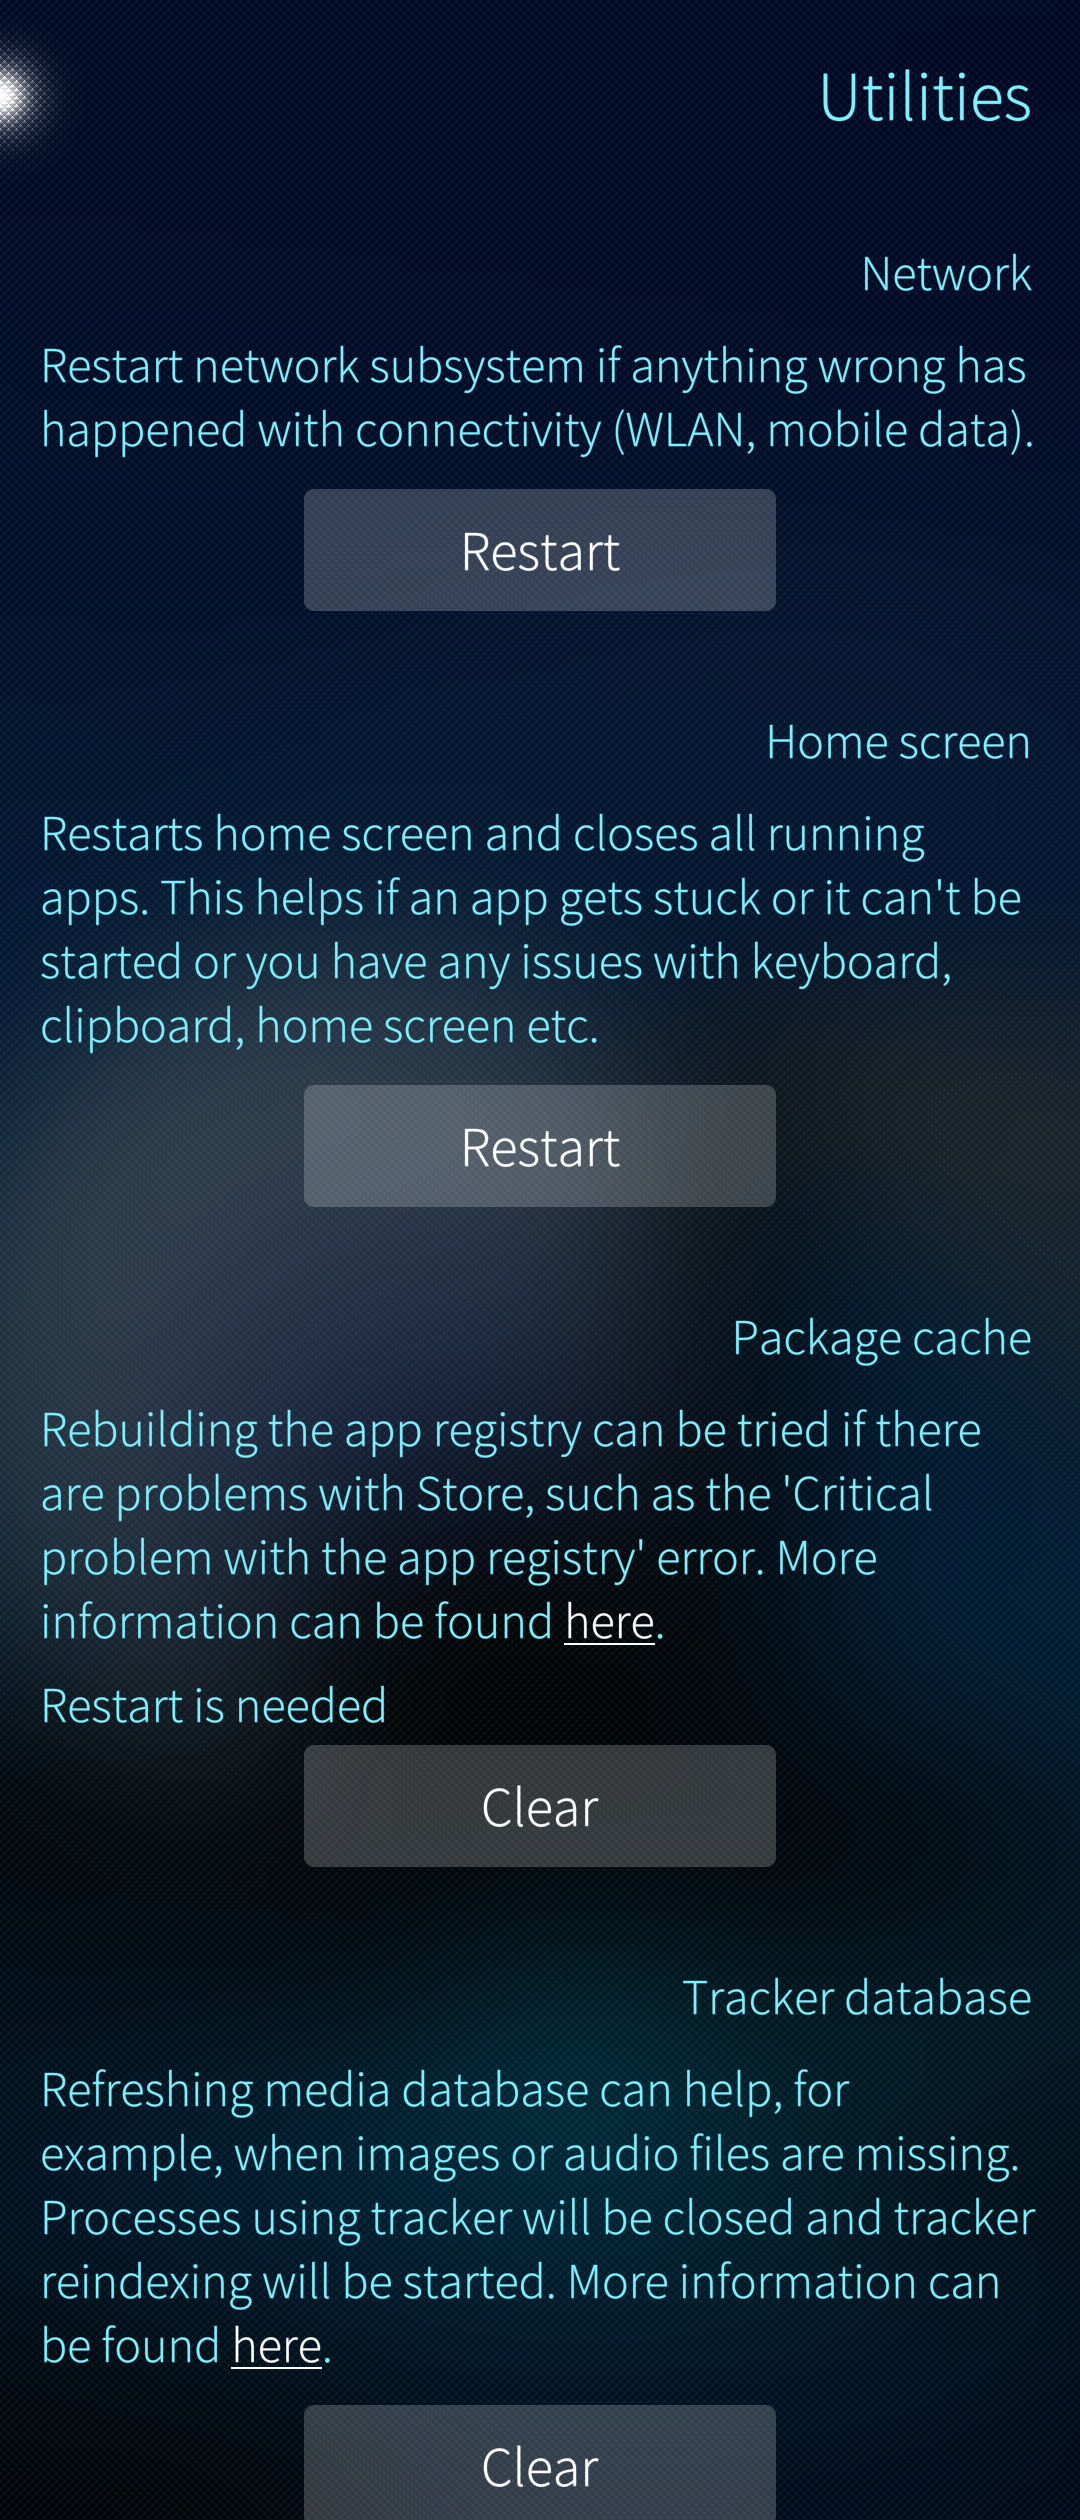 Utilities
Network
Restart network subsystem if anything wrong has
happened with connectivity (WLAN, mobile data).
Restart
Home screen
Restarts home screen and closes all running
apps. This helps if an app gets stuck or it can't be
started or you have any issues with keyboard,
clipboard, home screen etc.
Restart
Package cache
Rebuilding the app registry can be tried if there
are problems with Store, such as the 'Critical
problem with the app registry' error. More
information can be found here.
Restart is needed
Clear
Tracker database
Refreshing media database can help, for
example, when images or audio files are missing.
Processes using tracker will be closed and tracker
reindexing will be started. More information can
be found here.
Clear